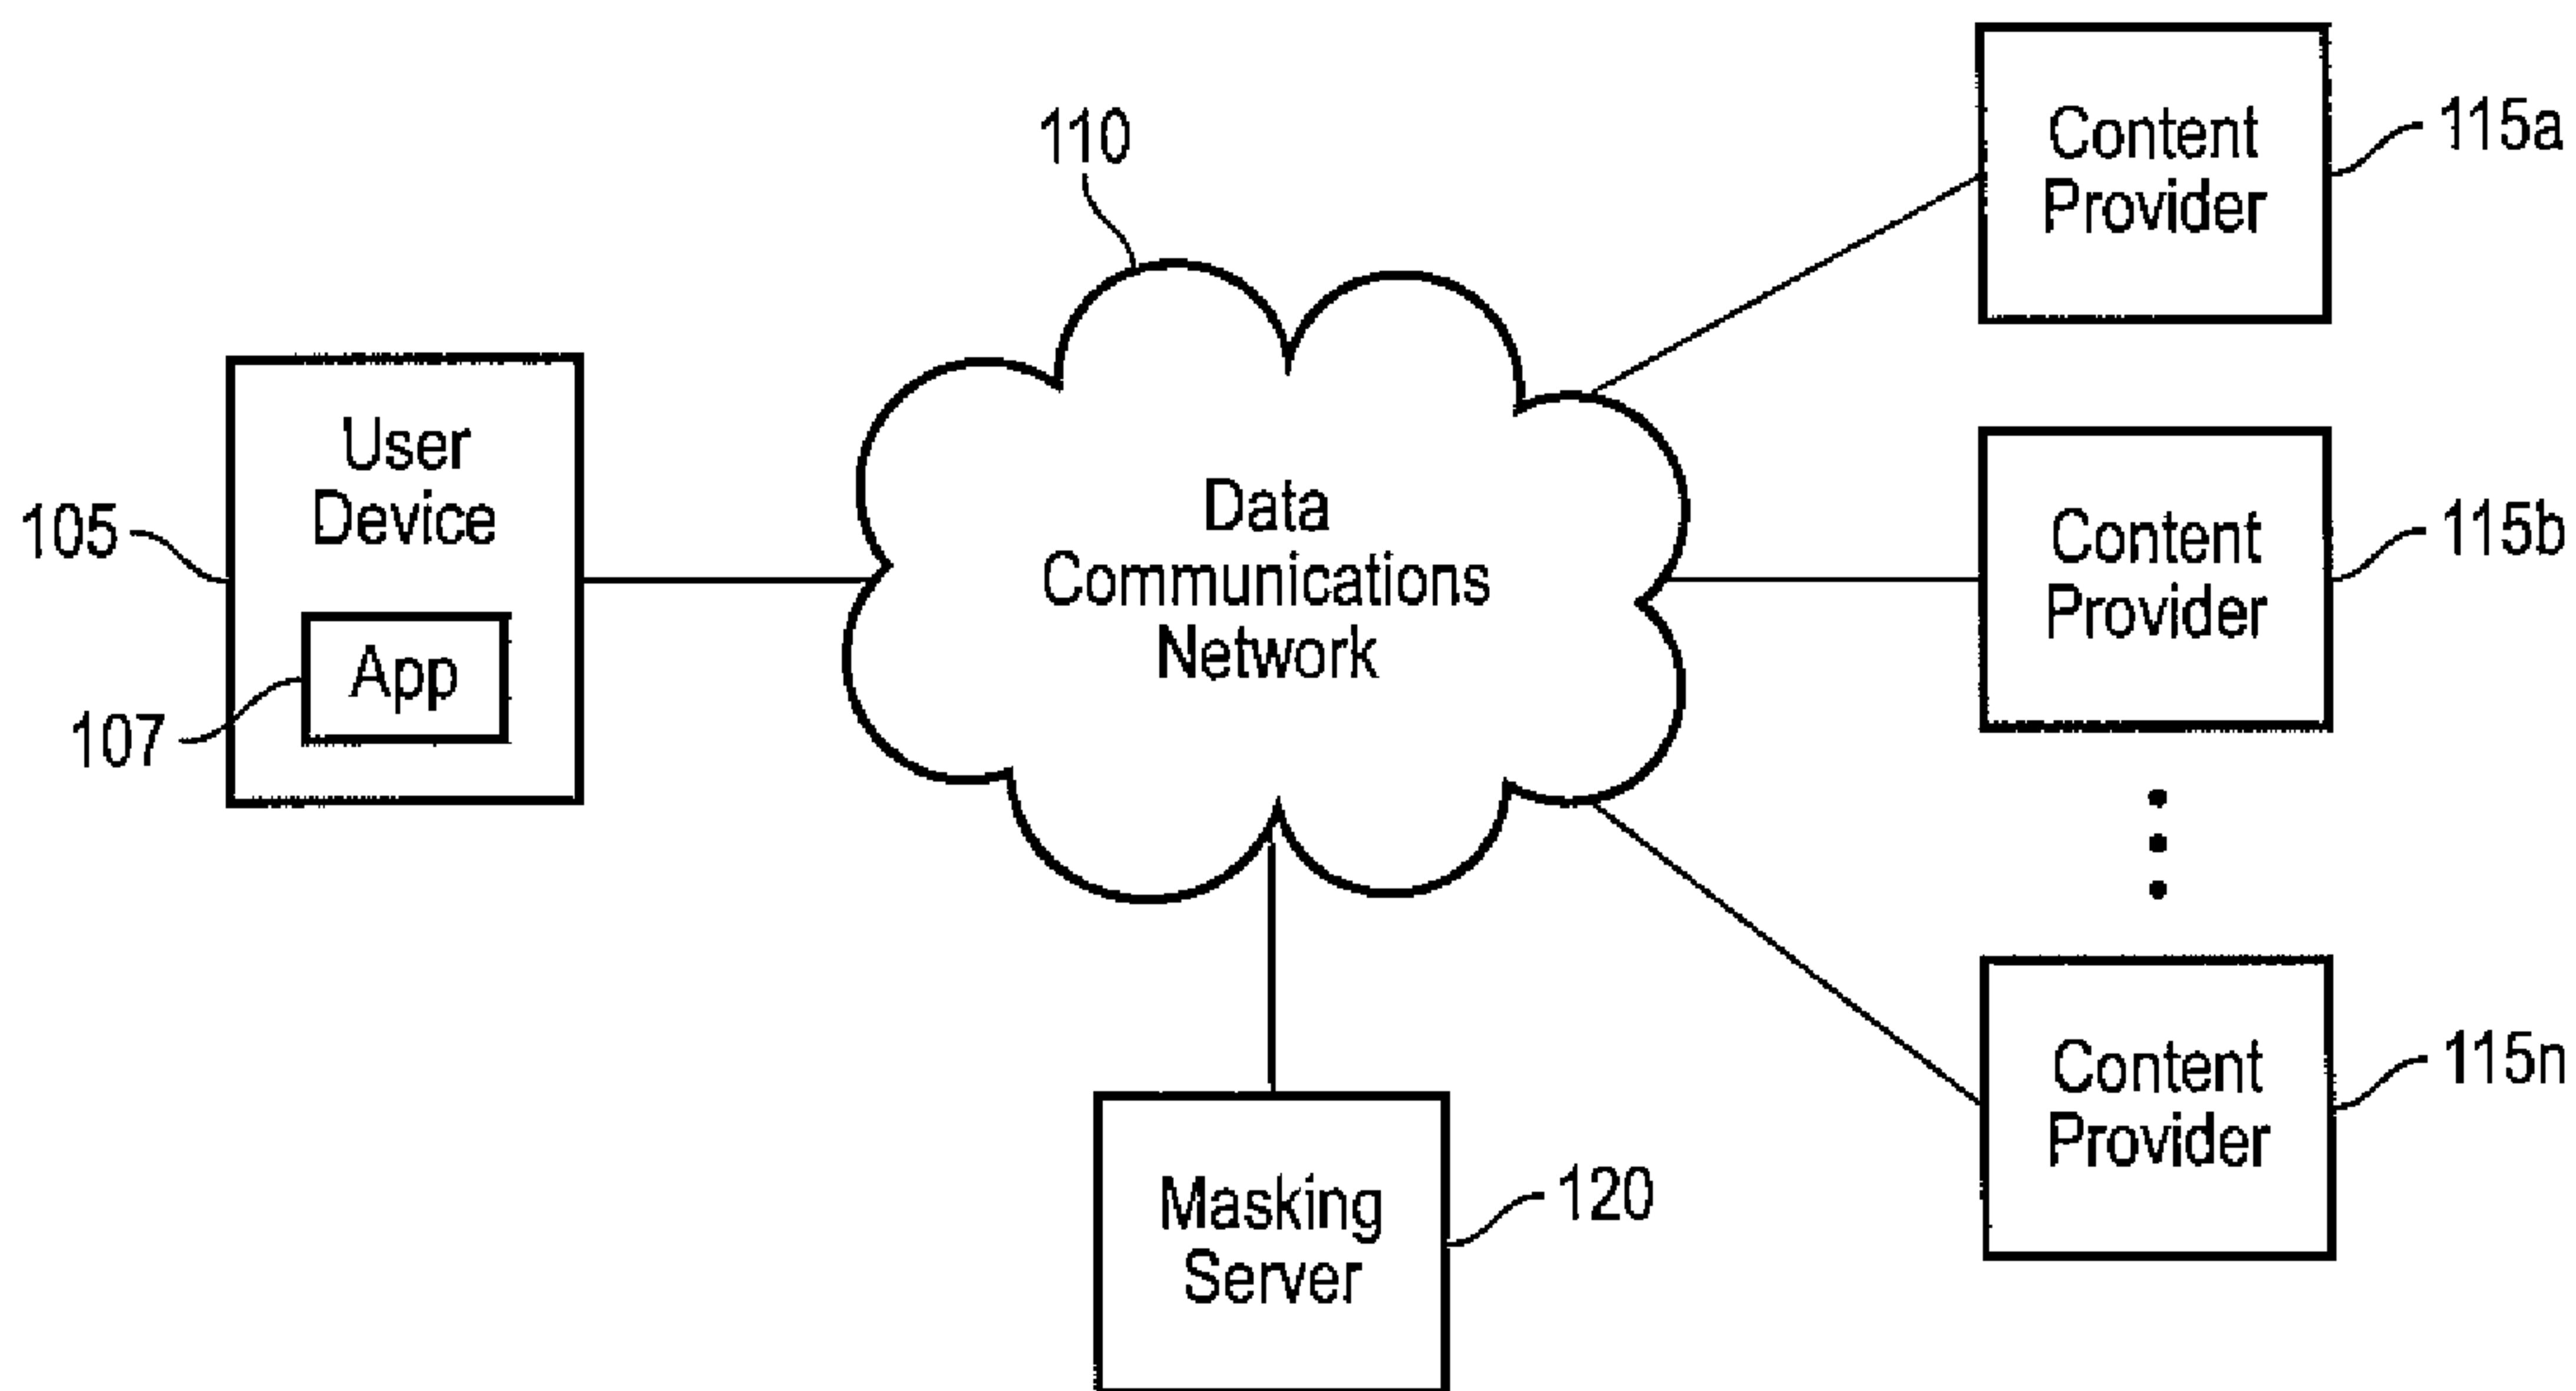 110
Content
Provider
115a
User
Device
105
App
107
Data
Communications
Network
Content
Provider
115b
Content
Provider
115n
Masking
Server
120